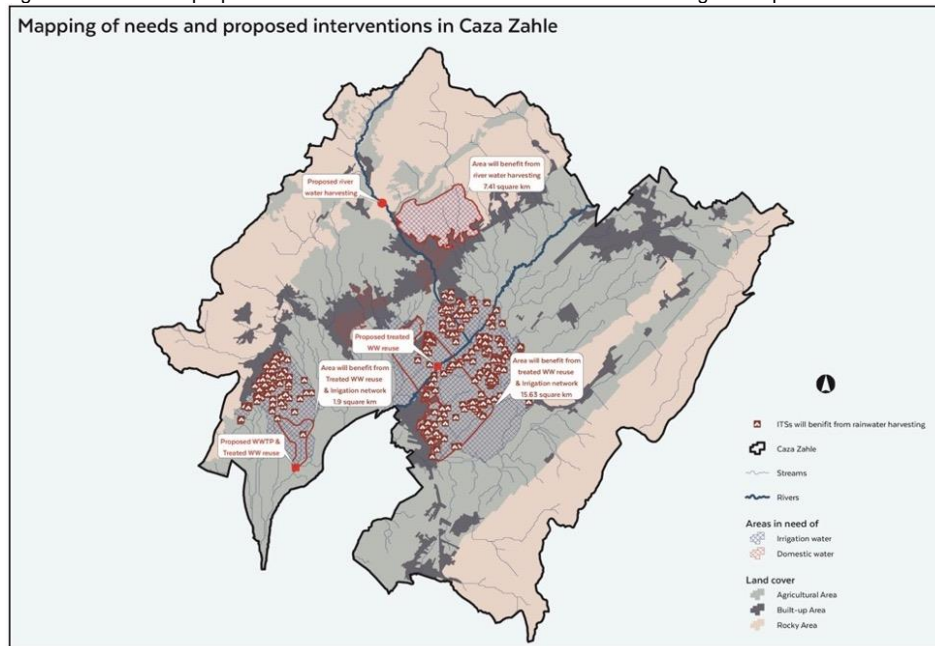 Mapping of needs and proposed interventions in Caza Zahle
Proposed river
water harvesting
Area will benefit from
river water harvesting
7.41 square km
Proposed treated
WW reuse
Area will benefit from
Treated WW reuse
& Irrigation network
1.9 square km
Area will benefit from
treated WW reuse
& Irrigation network
15.63 square km
Proposed WWTP &
Treated WW reuse
ITSs will benifit from rainwater harvesting
Caza Zahle
Streams
Rivers
Areas in need of
Irrigation water
Domestic water
Land cover
Agricultural Area
Built-up Area
Rocky Area